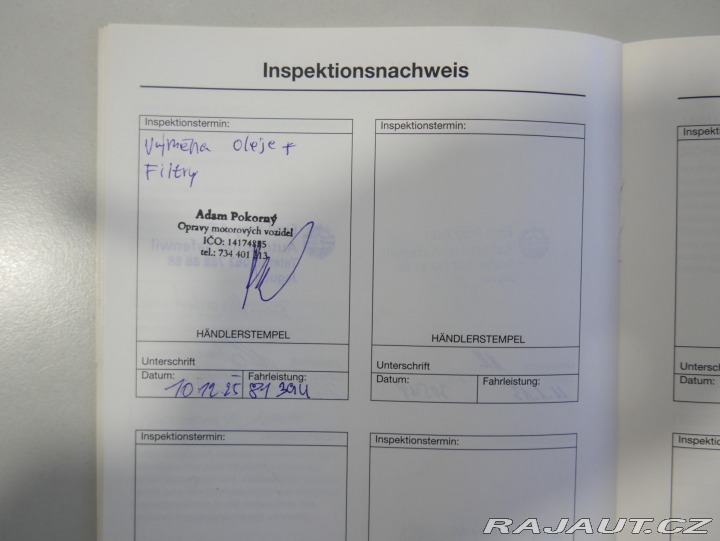 Inspektionsnachweis
Inspektionstermin:
Výměna oleje +
Filtry
Adam Pokorný
Opravy motorových vozidel
IČO: 14174885
tel.: 734 401 313
HÄNDLERSTEMPEL
Unterschrift
Datum:
Fahrleistung:
10.12.25
Inspektionstermin:
HÄNDLERSTEMPEL
Unterschrift
Datum:
Fahrleistung:
Inspektionstermin:
Inspektionstermin:
RAJAUT.CZ